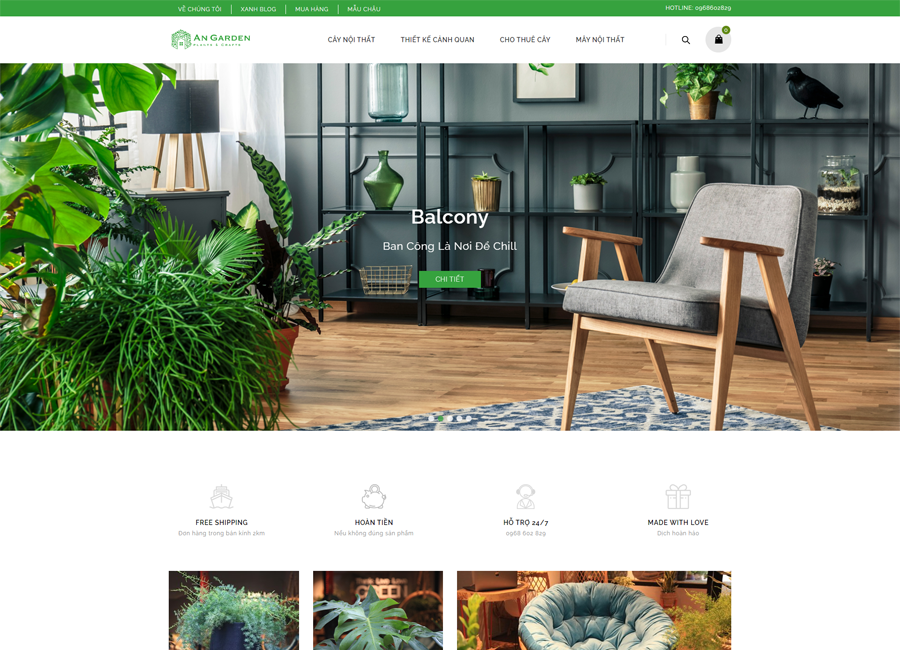 VỀ CHÚNG TÔI
XANH BLOG
MUA HÀNG
MẪU CHẬU
HOTLINE: 0968602829
AN GARDEN
PLANTS & CRAFTS
CÂY NỘI THẤT
THIẾT KẾ CẢNH QUAN
CHO THUÊ CÂY
MÂY NỘI THẤT
0
Balcony
Ban Công Là Nơi Để Chill
CHI TIẾT
FREE SHIPPING
Đơn hàng trong bán kính 2km
HOÀN TIỀN
Nếu không đúng sản phẩm
HỖ TRỢ 24/7
0968 602 829
MADE WITH LOVE
Dịch hoàn hảo